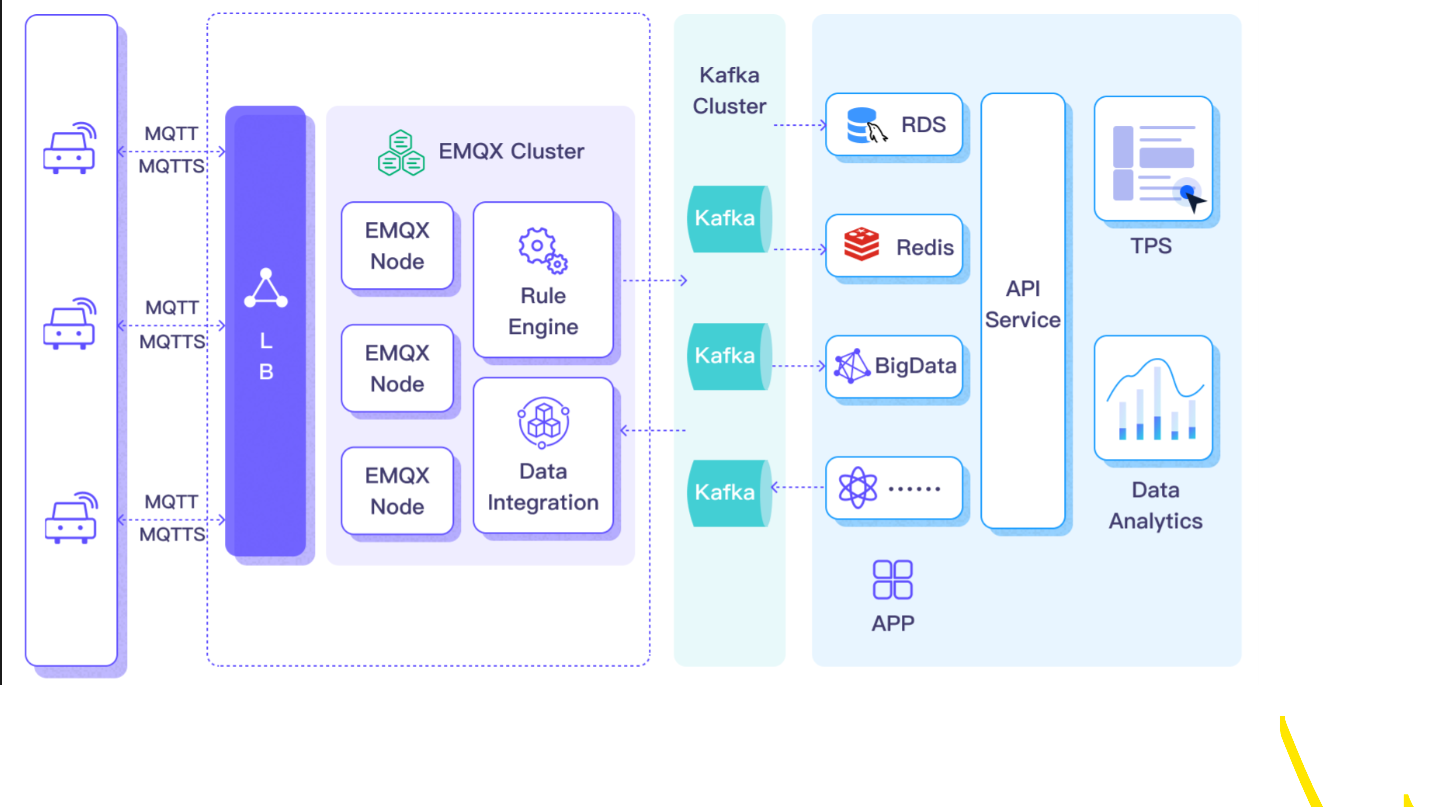 MQTT
MQTTS
MQTT
MQTTS
MQTT
MQTTS
L
B
EMQX Cluster
EMQX
Node
EMQX
Node
EMQX
Node
Rule
Engine
Data
Integration
Kafka
Cluster
Kafka
Kafka
Kafka
RDS
Redis
BigData
......
APP
API
Service
TPS
Data
Analytics